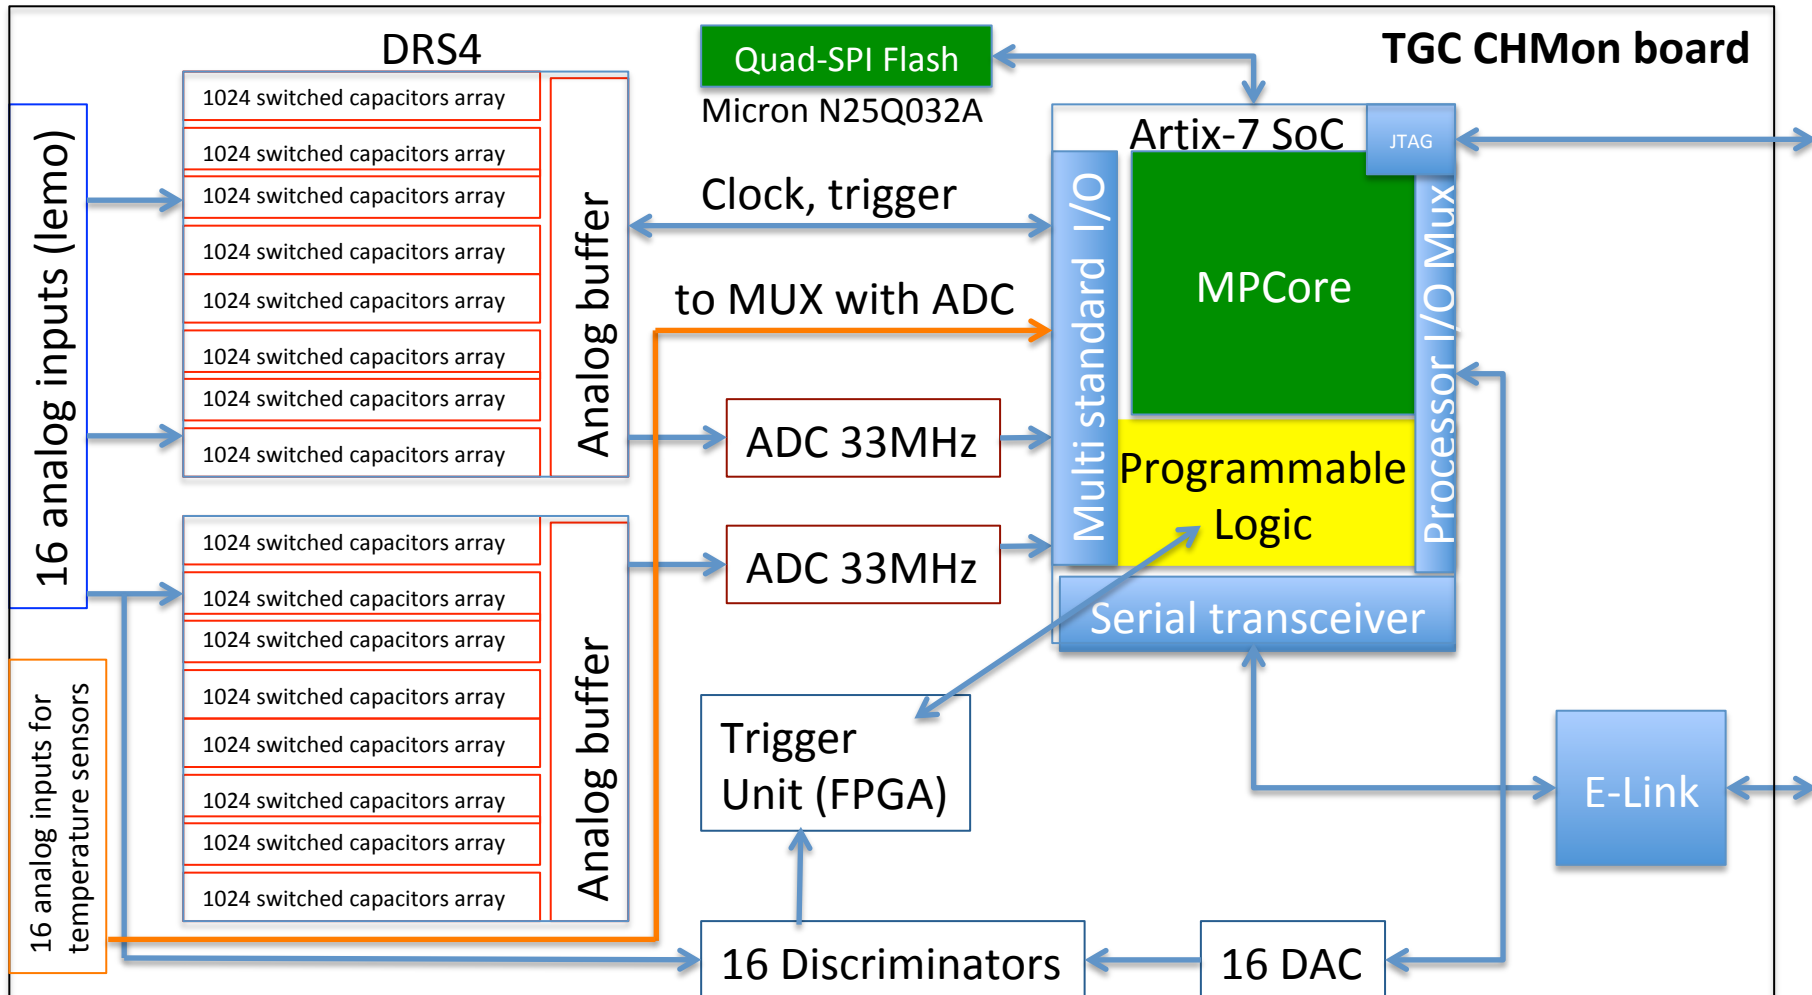 DRS4
Quad-SPI Flash
TGC CHMon board
Micron N25Q032A
Artix-7 SoC
JTAG
16 analog inputs (lemo)
1024 switched capacitors array
1024 switched capacitors array
1024 switched capacitors array
1024 switched capacitors array
1024 switched capacitors array
1024 switched capacitors array
1024 switched capacitors array
1024 switched capacitors array
Analog buffer
Clock, trigger
to MUX with ADC
ADC 33MHz
ADC 33MHz
Multi standard I/O
MPCore
Processor I/O Mux
Programmable
Logic
Serial transceiver
1024 switched capacitors array
1024 switched capacitors array
1024 switched capacitors array
1024 switched capacitors array
1024 switched capacitors array
1024 switched capacitors array
1024 switched capacitors array
1024 switched capacitors array
Analog buffer
16 analog inputs for
temperature sensors
Trigger
Unit (FPGA)
E-Link
16 Discriminators
16 DAC